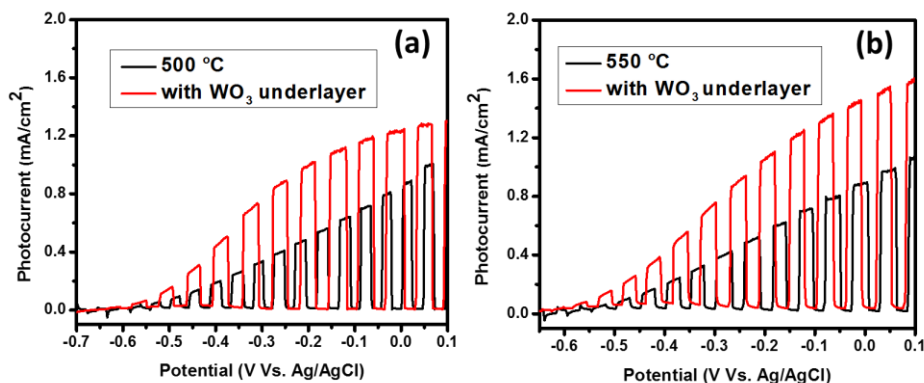 (a)
500 °C
with WO3 underlayer
Photocurrent (mA/cm2)
2.0
1.6
1.2
0.8
0.4
0.0
-0.7 -0.6 -0.5 -0.4 -0.3 -0.2 -0.1 0.0 0.1
Potential (V Vs. Ag/AgCl)
(b)
550 °C
with WO3 underlayer
Photocurrent (mA/cm2)
2.0
1.6
1.2
0.8
0.4
0.0
-0.6 -0.5 -0.4 -0.3 -0.2 -0.1 0.0 0.1
Potential (V Vs. Ag/AgCl)